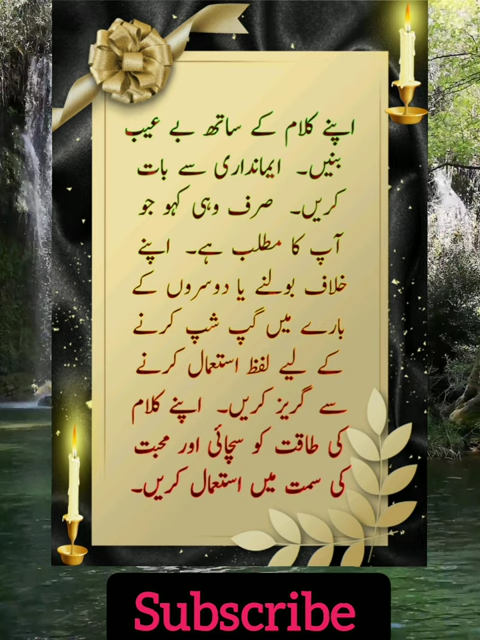 اپنے کلام کے ساتھ بے عیب
بنیں۔ ایمانداری سے بات
کریں۔ صرف وہی کہو جو
آپ کا مطلب ہے۔ اپنے
خلاف بولنے یا دوسروں کے
بارے میں گپ شپ کرنے
کے لیے لفظ استعمال کرنے
سے گریز کریں۔ اپنے کلام
کی طاقت کو سچائی اور محبت
کی سمت میں استعمال کریں۔
Subscribe